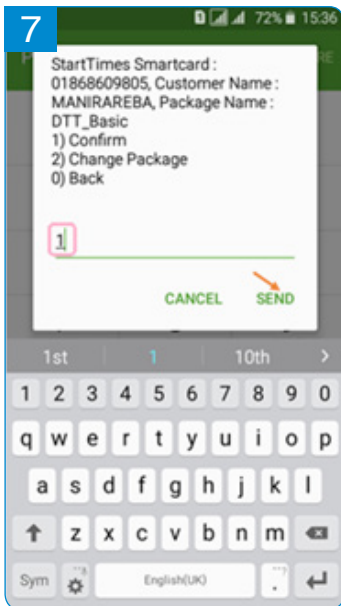 7
72% 15:36
StartTimes Smartcard :
01868609805, Customer Name :
MANIRAREBA, Package Name :
DTT_Basic
1) Confirm
2) Change Package
0) Back
1
CANCEL SEND
1st 1 10th >
1 2 3 4 5 6 7 8 9 0
q w e r t y u i o p
a s d f g h j k l
z x c v b n m
Sym English(UK) .